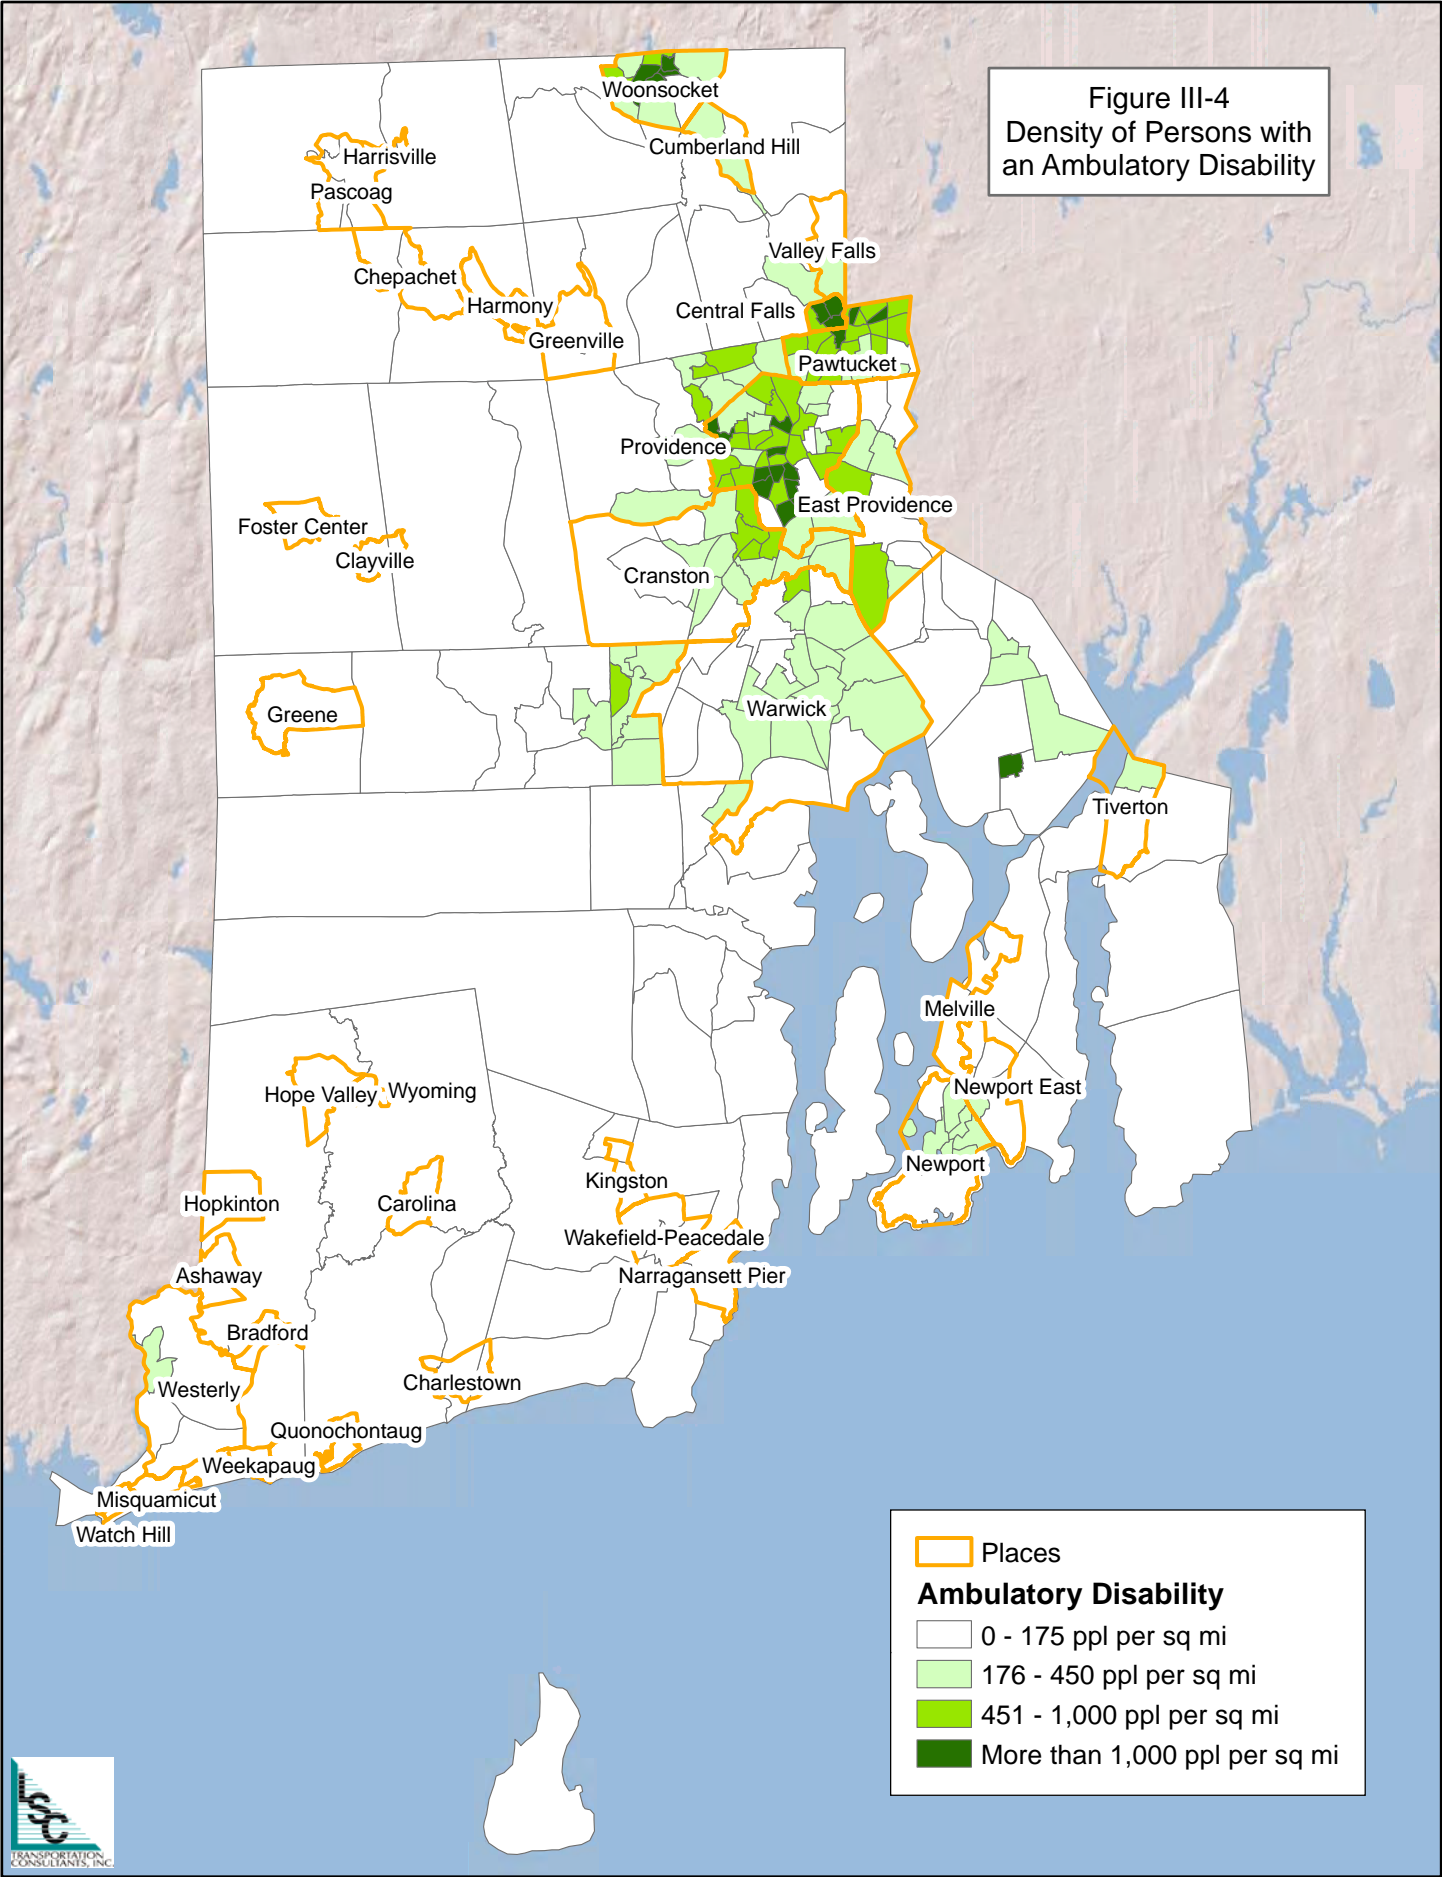 Figure III-4
Density of Persons with
an Ambulatory Disability
Woonsocket
Cumberland Hill
Harrisville
Pascoag
Valley Falls
Chepachet
Harmony
Central Falls
Greenville
Pawtucket
Providence
East Providence
Foster Center
Clayville
Cranston
Greene
Warwick
Tiverton
Melville
Newport East
Hope Valley
Wyoming
Newport
Kingston
Hopkinton
Carolina
Wakefield-Peacedale
Ashaway
Narragansett Pier
Bradford
Westerly
Charlestown
Quonochontaug
Weekapaug
Misquamicut
Watch Hill
Places
Ambulatory Disability
0 - 175 ppl per sq mi
176 - 450 ppl per sq mi
451 - 1,000 ppl per sq mi
More than 1,000 ppl per sq mi
LSC
TRANSPORTATION
CONSULTANTS, INC.